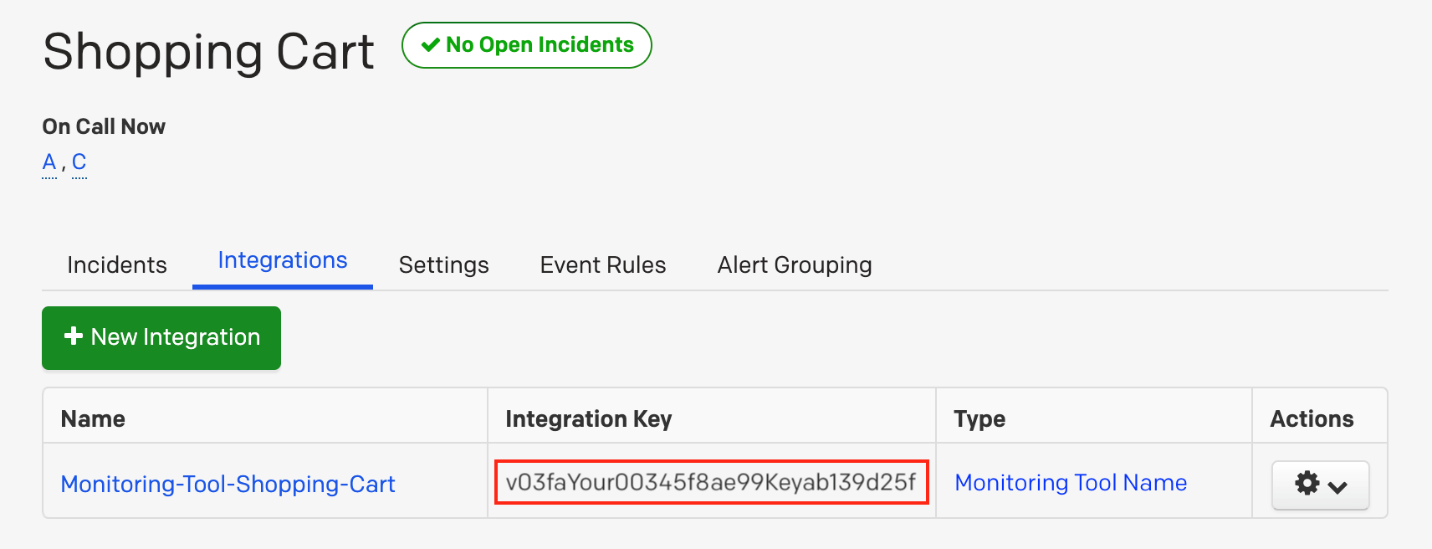 Shopping Cart
No Open Incidents
On Call Now
A , C
Incidents Integrations Settings Event Rules Alert Grouping
+ New Integration
Name Integration Key Type Actions
Monitoring-Tool-Shopping-Cart v03faYour00345f8ae99Keyab139d25f Monitoring Tool Name